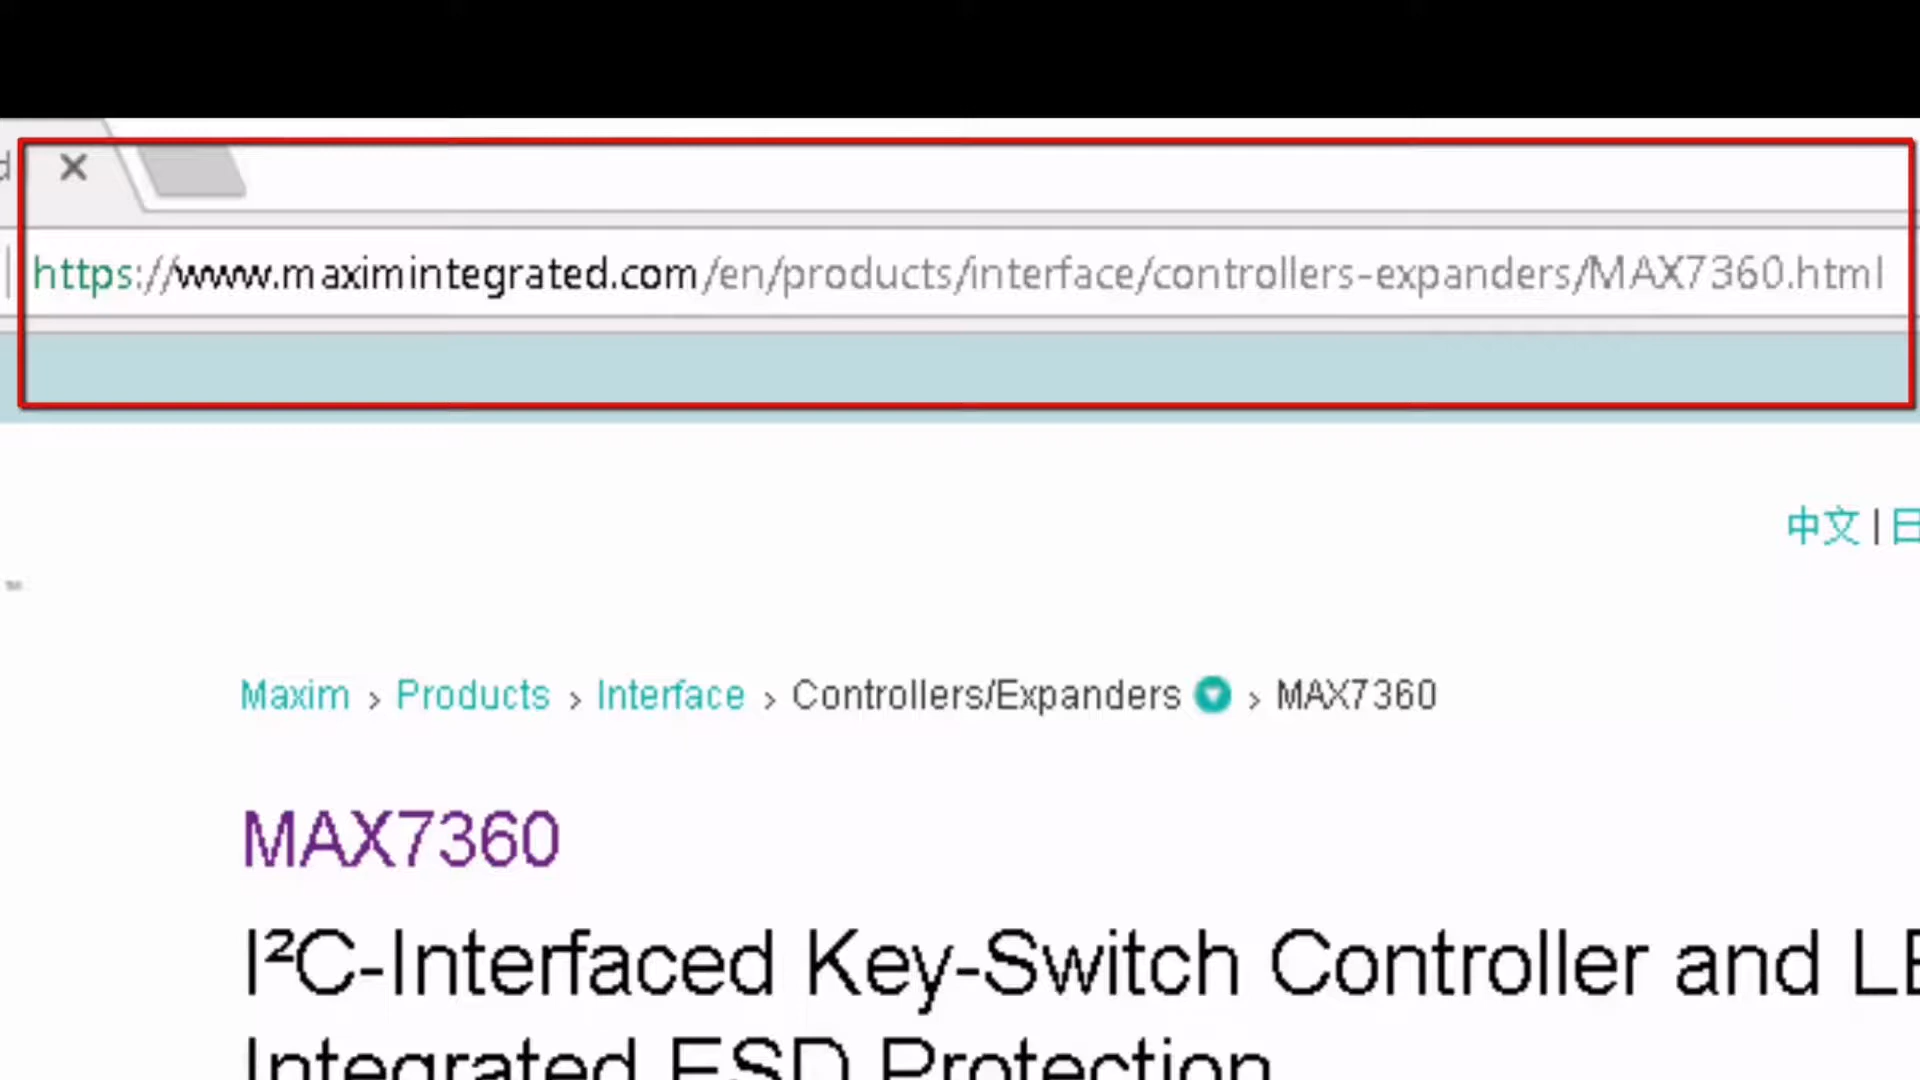 https://www.maximintegrated.com/en/products/interface/controllers-expanders/MAX7360.html
中文 | 日
Maxim > Products > Interface > Controllers/Expanders > MAX7360
MAX7360
I²C-Interfaced Key-Switch Controller and LE
Integrated ESD Protection